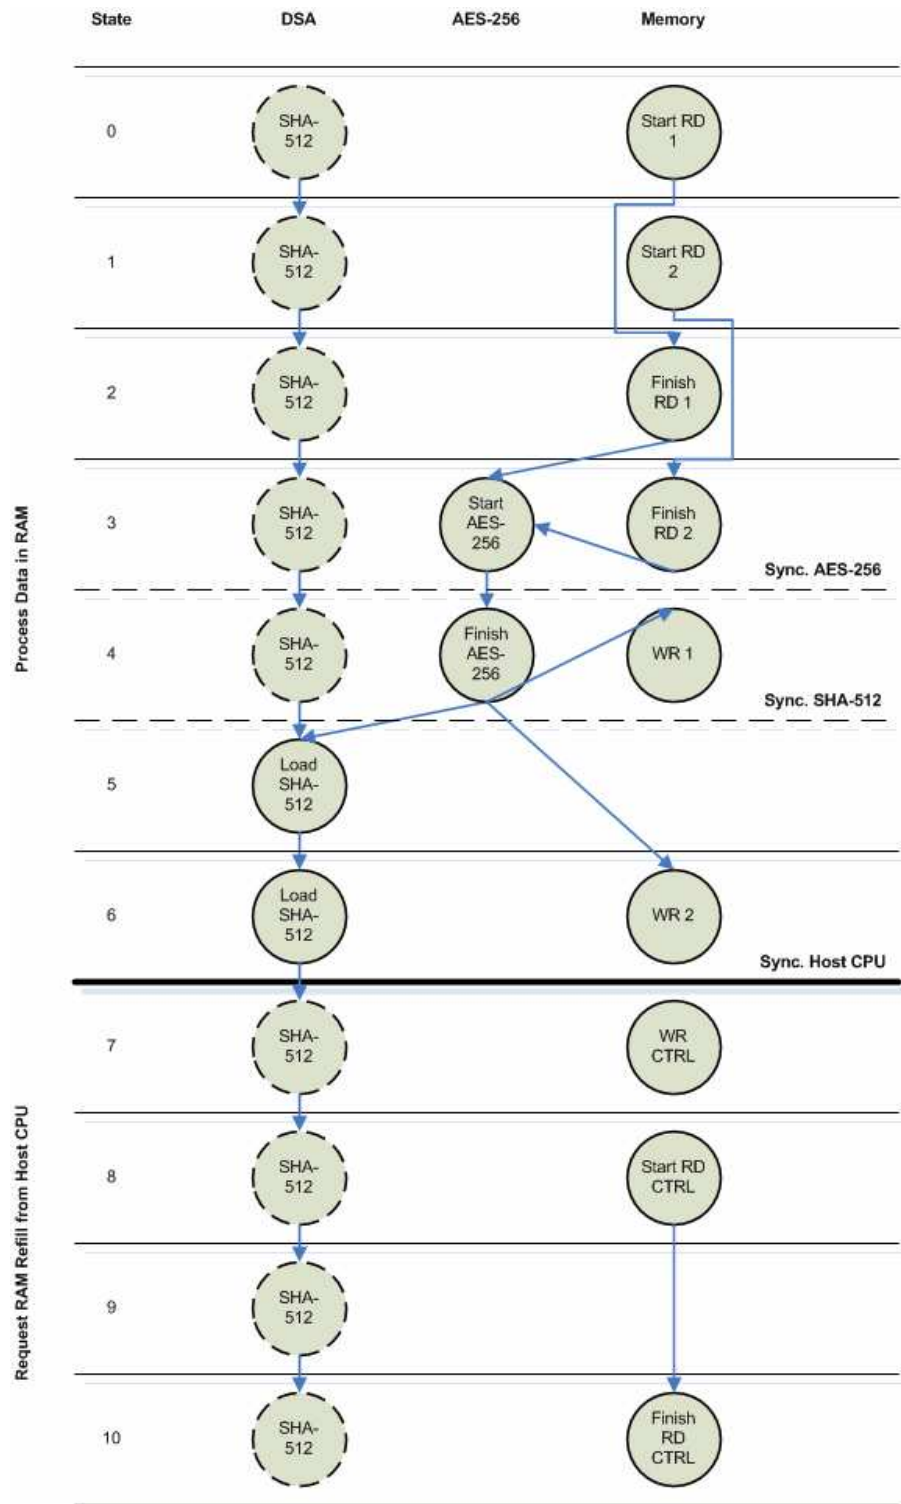 State DSA AES-256 Memory
0
SHA-
512
Start RD
1
1
SHA-
512
Start RD
2
2
SHA-
512
Finish
RD 1
Process Data in RAM
3
SHA-
512
Start
AES-
256
Finish
RD 2
Sync. AES-256
4
SHA-
512
Finish
AES-
256
WR 1
Sync. SHA-512
5
Load
SHA-
512
6
Load
SHA-
512
WR 2
Sync. Host CPU
7
SHA-
512
WR
CTRL
Request RAM Refill from Host CPU
8
SHA-
512
Start RD
CTRL
9
SHA-
512
10
SHA-
512
Finish
RD
CTRL